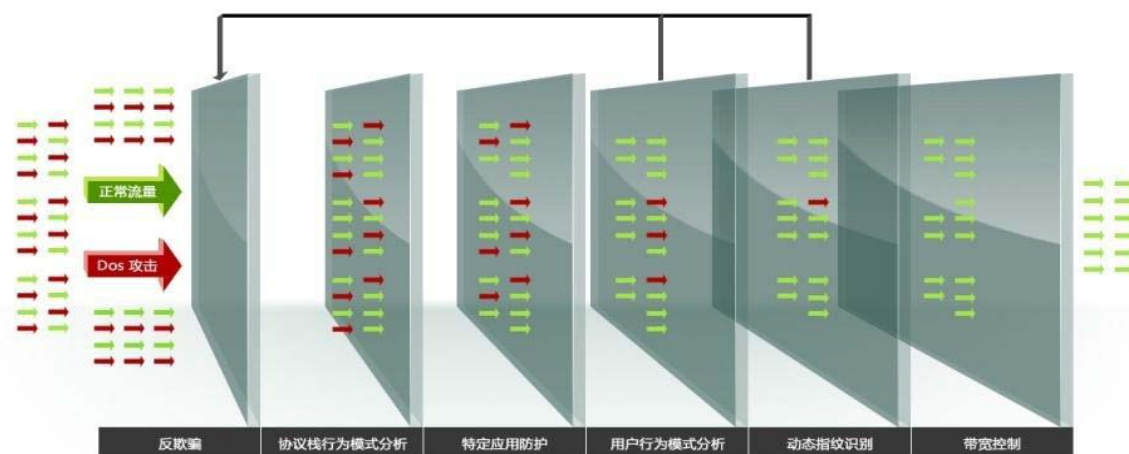 正常流量
Dos 攻击
反欺骗
协议栈行为模式分析
特定应用防护
用户行为模式分析
动态指纹识别
带宽控制